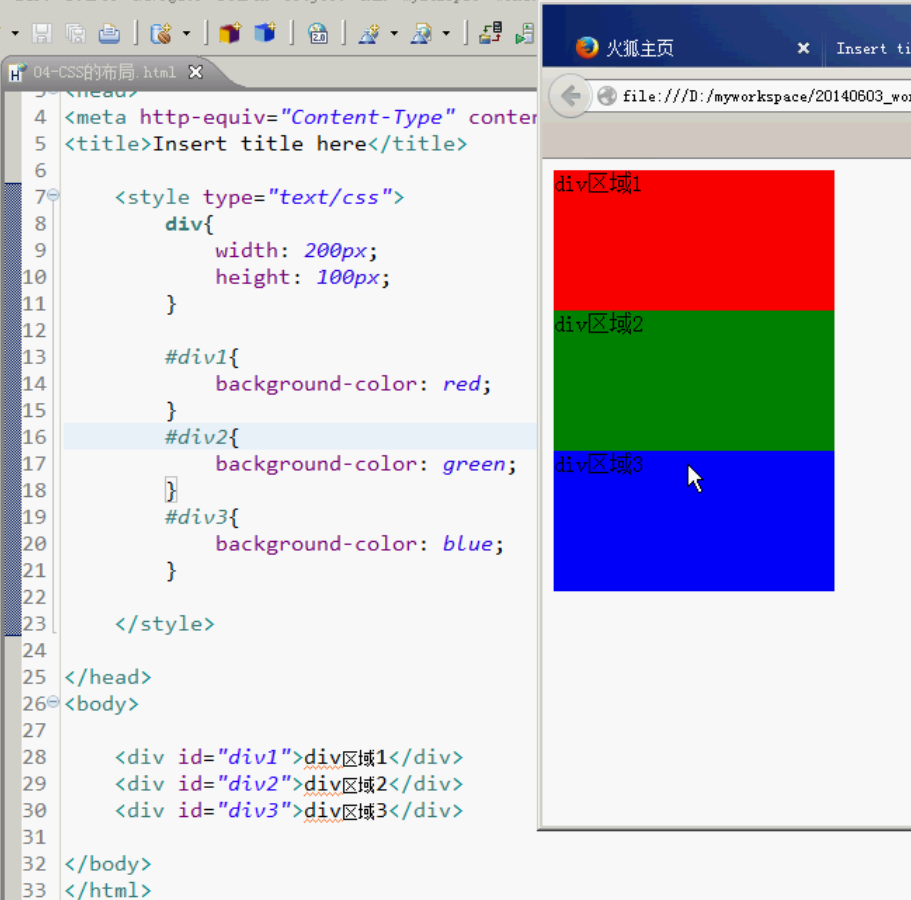 04-CSS的布局.html
火狐主页
Insert ti
file:///D:/myworkspace/20140603_wo
3 <head>
4 <meta http-equiv="Content-Type" conten
5 <title>Insert title here</title>
6
7 <style type="text/css">
8 div{
9 width: 200px;
10 height: 100px;
11 }
12
13 #div1{
14 background-color: red;
15 }
16 #div2{
17 background-color: green;
18 }
19 #div3{
20 background-color: blue;
21 }
22
23 </style>
24
25 </head>
26 <body>
27
28 <div id="div1">div区域1</div>
29 <div id="div2">div区域2</div>
30 <div id="div3">div区域3</div>
31
32 </body>
33 </html>
div区域1
div区域2
div区域3